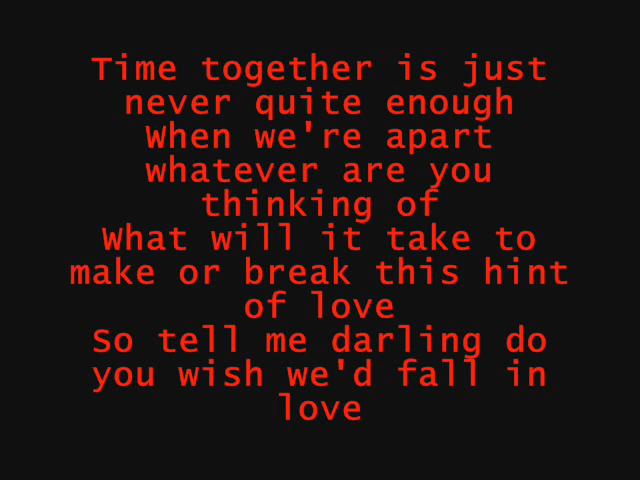 Time together is just
never quite enough
When we're apart
whatever are you
thinking of
What will it take to
make or break this hint
of love
So tell me darling do
you wish we'd fall in
love